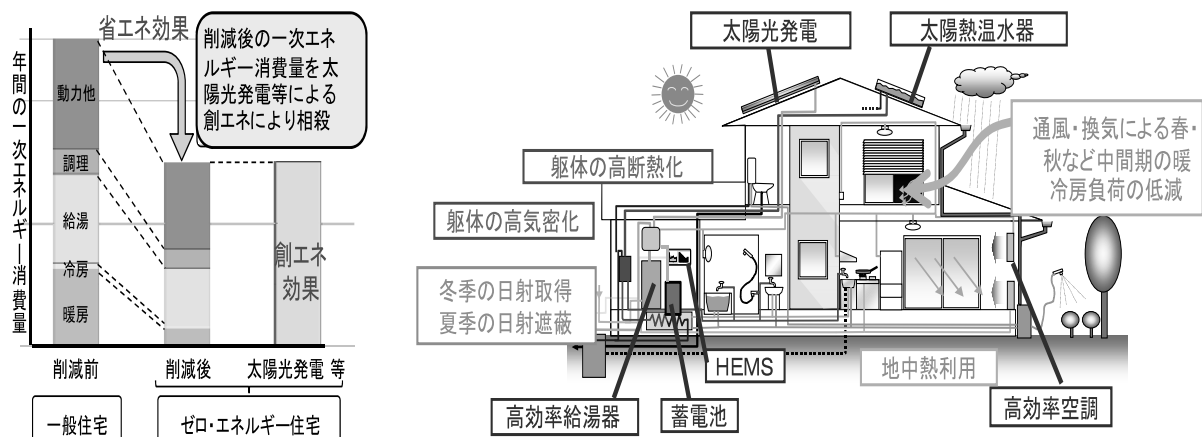 省エネ効果
削減後の一次エネ
ルギー消費量を太
陽光発電等による
創エネにより相殺
年間の一次エネルギー消費量
動力他
調理
給湯
冷房
暖房
創エネ
効果
削減前
削減後
太陽光発電 等
一般住宅
ゼロ・エネルギー住宅
太陽光発電
太陽熱温水器
躯体の高断熱化
通風・換気による春・
秋など中間期の暖
冷房負荷の低減
躯体の高気密化
冬季の日射取得
夏季の日射遮蔽
HEMS
地中熱利用
高効率給湯器
蓄電池
高効率空調